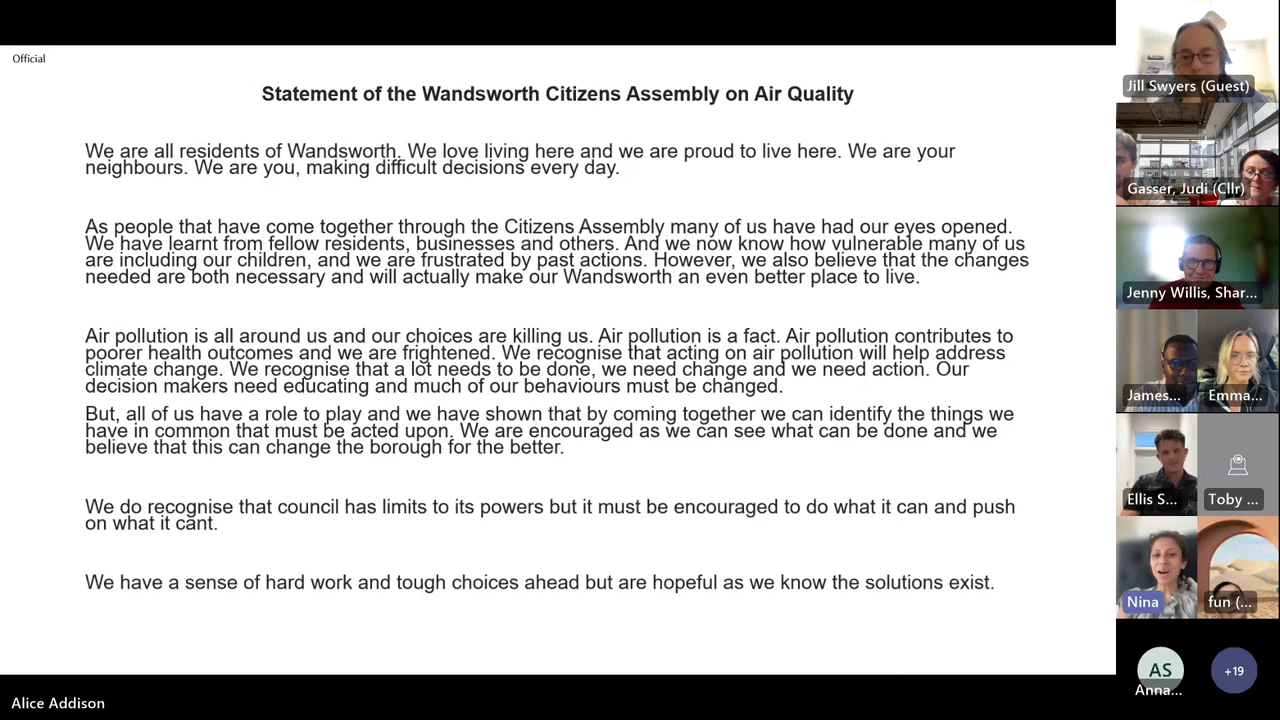 Official
Statement of the Wandsworth Citizens Assembly on Air Quality
We are all residents of Wandsworth. We love living here and we are proud to live here. We are your
neighbours. We are you, making difficult decisions every day.
As people that have come together through the Citizens Assembly many of us have had our eyes opened.
We have learnt from fellow residents, businesses and others. And we now know how vulnerable many of us
are including our children, and we are frustrated by past actions. However, we also believe that the changes
needed are both necessary and will actually make our Wandsworth an even better place to live.
Air pollution is all around us and our choices are killing us. Air pollution is a fact. Air pollution contributes to
poorer health outcomes and we are frightened. We recognise that acting on air pollution will help address
climate change. We recognise that a lot needs to be done, we need change and we need action. Our
decision makers need educating and much of our behaviours must be changed.
But, all of us have a role to play and we have shown that by coming together we can identify the things we
have in common that must be acted upon. We are encouraged as we can see what can be done and we
believe that this can change the borough for the better.
We do recognise that council has limits to its powers but it must be encouraged to do what it can and push
on what it cant.
We have a sense of hard work and tough choices ahead but are hopeful as we know the solutions exist.
Alice Addison
Jill Swyers (Guest)
Gasser, Judi (Cllr)
Jenny Willis, Shar...
James...
Emma...
Ellis S...
Toby ...
Nina
fun (...
AS
Anna...
+19